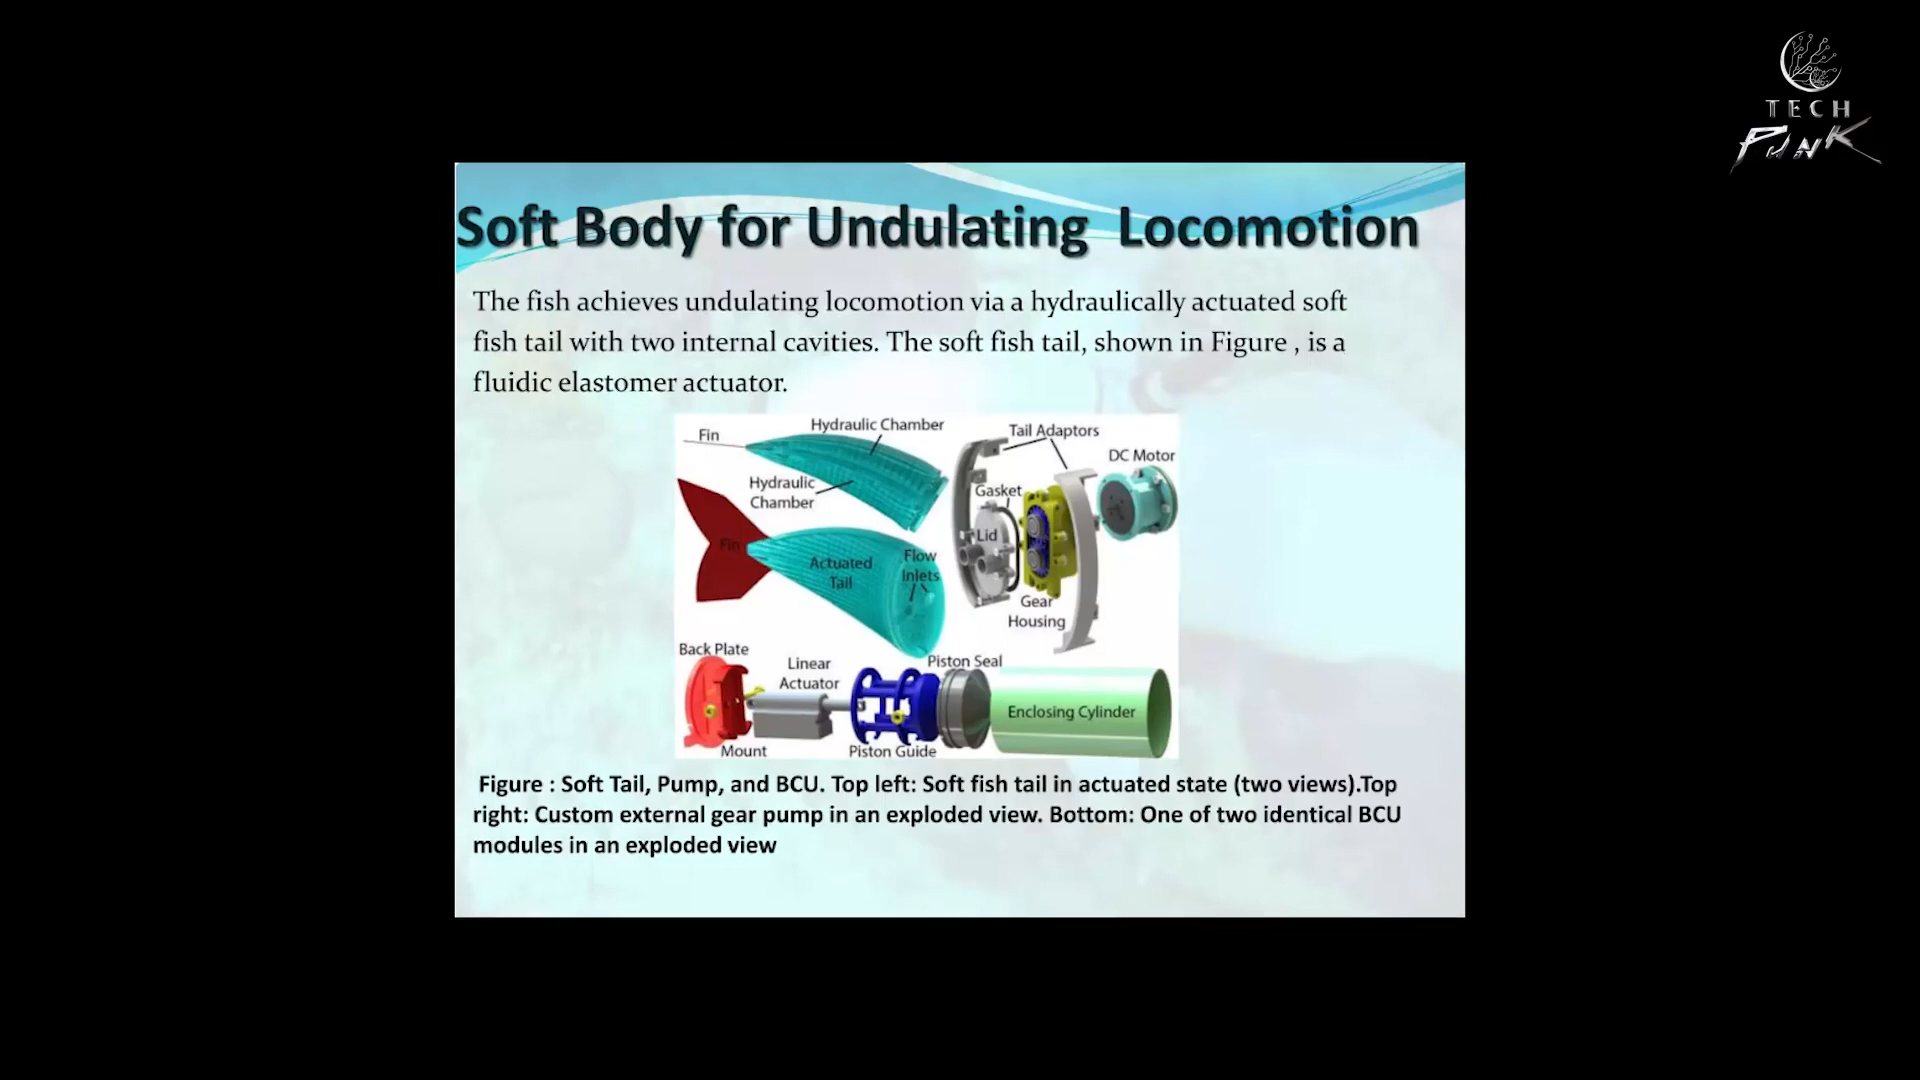 TECH
PUNK
Soft Body for Undulating Locomotion
The fish achieves undulating locomotion via a hydraulically actuated soft
fish tail with two internal cavities. The soft fish tail, shown in Figure , is a
fluidic elastomer actuator.
Fin
Hydraulic Chamber
Hydraulic
Chamber
Fin
Actuated
Tail
Flow
Inlets
Tail Adaptors
DC Motor
Gasket
Lid
Gear
Housing
Back Plate
Linear
Actuator
Piston Seal
Enclosing Cylinder
Mount
Piston Guide
Figure : Soft Tail, Pump, and BCU. Top left: Soft fish tail in actuated state (two views).Top
right: Custom external gear pump in an exploded view. Bottom: One of two identical BCU
modules in an exploded view